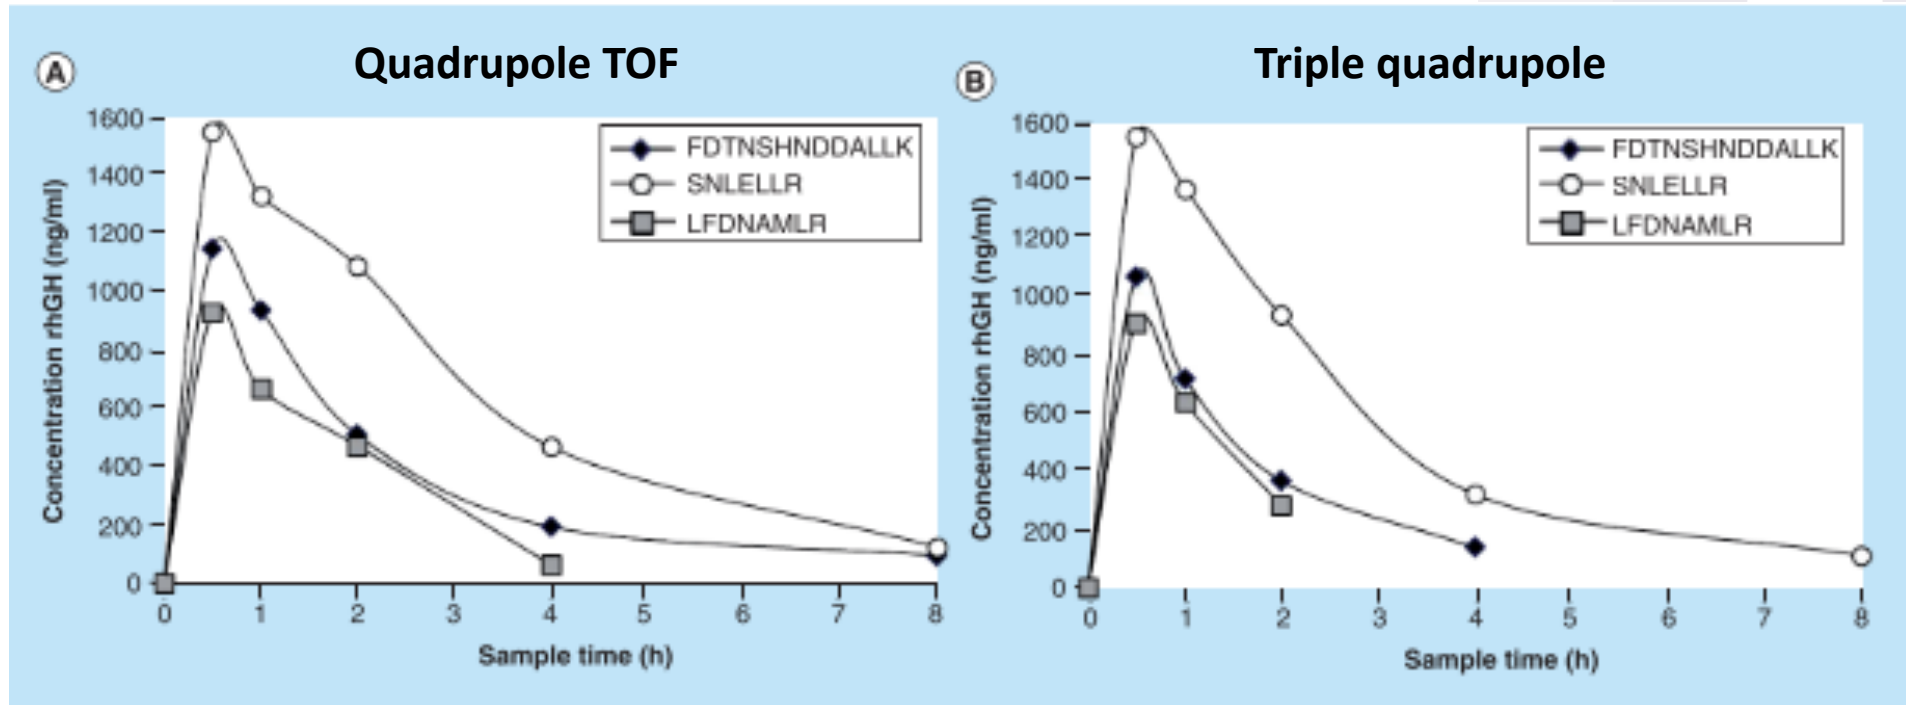 A
Quadrupole TOF
1600
1400
1200
1000
800
600
400
200
0
Concentration rhGH (ng/ml)
FDTNSHNDDALLK
SNLELLR
LFDNAMLR
0 1 2 3 4 5 6 7 8
Sample time (h)
B
Triple quadrupole
1600
1400
1200
1000
800
600
400
200
0
Concentration rhGH (ng/ml)
FDTNSHNDDALLK
SNLELLR
LFDNAMLR
0 1 2 3 4 5 6 7 8
Sample time (h)